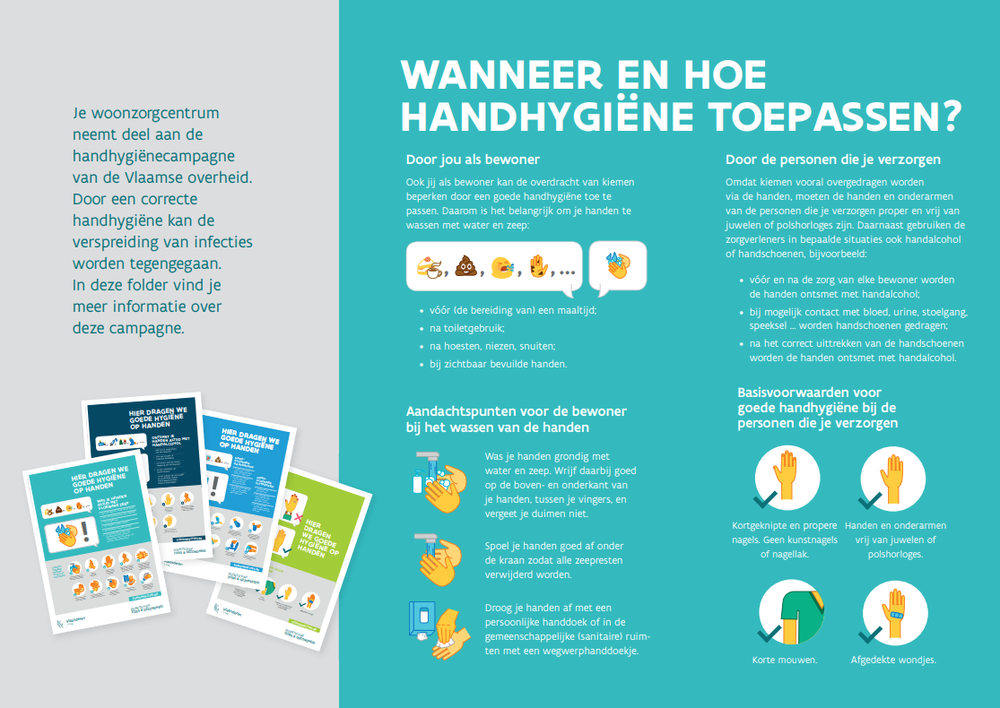 Je woonzorgcentrum
neemt deel aan de
handhygiënecampagne
van de Vlaamse overheid.
Door een correcte
handhygiëne kan de
verspreiding van infecties
worden tegengegaan.
In deze folder vind je
meer informatie over
deze campagne.
HIER DRAGEN WE
GOEDE HYGIËNE
OP HANDEN
HIER DRAGEN WE
GOEDE HYGIËNE
OP HANDEN
HIER DRAGEN WE
GOEDE HYGIËNE
OP HANDEN
HIER
DRAGEN
WE GOEDE
HYGIËNE OP
HANDEN
WANNEER EN HOE
HANDHYGIËNE TOEPASSEN?
Door jou als bewoner
Ook jij als bewoner kan de overdracht van kiemen
beperken door een goede handhygiëne toe te
passen. Daarom is het belangrijk om je handen te
wassen met water en zeep:
, , , , ...
• vóór (de bereiding van) een maaltijd;
• na toiletgebruik;
• na hoesten, niezen, snuiten;
• bij zichtbaar bevuilde handen.
Aandachtspunten voor de bewoner
bij het wassen van de handen
Was je handen grondig met
water en zeep. Wrijf daarbij goed
op de boven- en onderkant van
je handen, tussen je vingers, en
vergeet je duimen niet.
Spoel je handen goed af onder
de kraan zodat alle zeepresten
verwijderd worden.
Droog je handen af met een
persoonlijke handdoek of in de
gemeenschappelijke (sanitaire) ruim-
ten met een wegwerphanddoekje.
Door de personen die je verzorgen
Omdat kiemen vooral overgedragen worden
via de handen, moeten de handen en onderarmen
van de personen die je verzorgen proper en vrij van
juwelen of polshorloges zijn. Daarnaast gebruiken de
zorgverleners in bepaalde situaties ook handalcohol
of handschoenen, bijvoorbeeld:
• vóór en na de zorg van elke bewoner worden
de handen ontsmet met handalcohol;
• bij mogelijk contact met bloed, urine, stoelgang,
speeksel ... worden handschoenen gedragen;
• na het correct uittrekken van de handschoenen
worden de handen ontsmet met handalcohol.
Basisvoorwaarden voor
goede handhygiëne bij de
personen die je verzorgen
Kortgeknipte en propere
nagels. Geen kunstnagels
of nagellak.
Handen en onderarmen
vrij van juwelen of
polshorloges.
Korte mouwen.
Afgedekte wondjes.